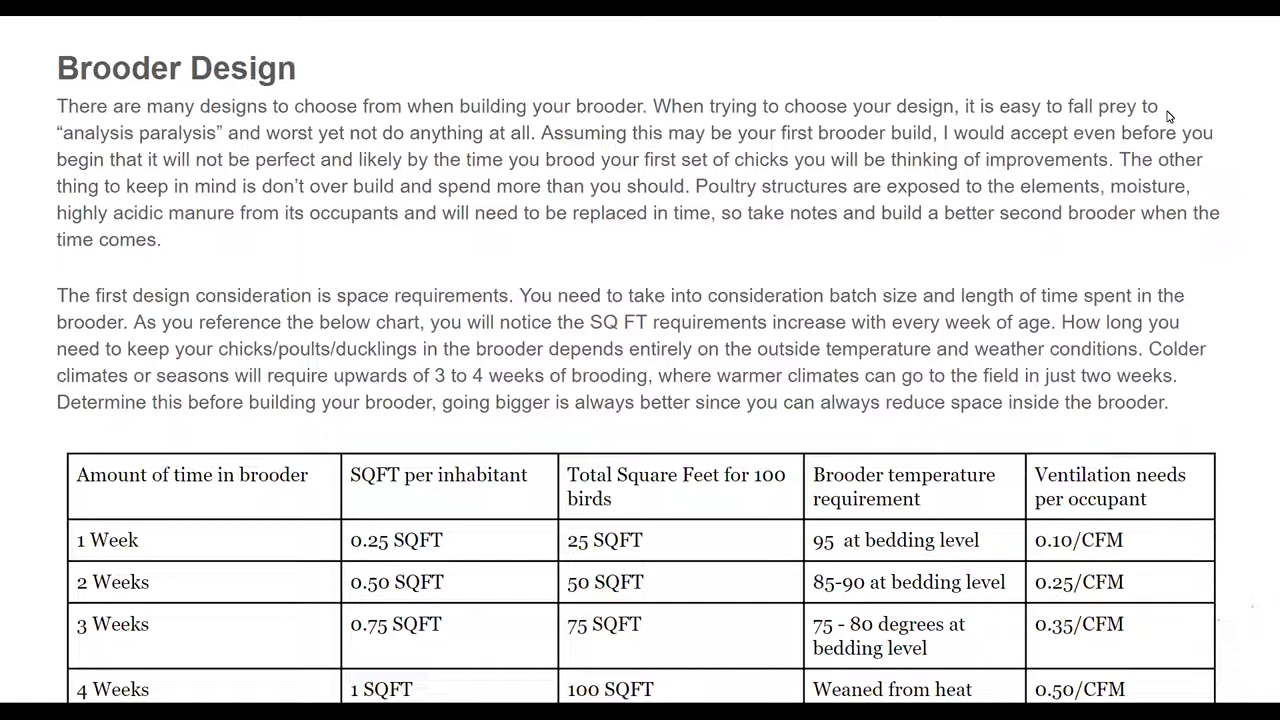 Brooder Design
There are many designs to choose from when building your brooder. When trying to choose your design, it is easy to fall prey to
“analysis paralysis” and worst yet not do anything at all. Assuming this may be your first brooder build, I would accept even before you
begin that it will not be perfect and likely by the time you brood your first set of chicks you will be thinking of improvements. The other
thing to keep in mind is don’t over build and spend more than you should. Poultry structures are exposed to the elements, moisture,
highly acidic manure from its occupants and will need to be replaced in time, so take notes and build a better second brooder when the
time comes.
The first design consideration is space requirements. You need to take into consideration batch size and length of time spent in the
brooder. As you reference the below chart, you will notice the SQ FT requirements increase with every week of age. How long you
need to keep your chicks/poults/ducklings in the brooder depends entirely on the outside temperature and weather conditions. Colder
climates or seasons will require upwards of 3 to 4 weeks of brooding, where warmer climates can go to the field in just two weeks.
Determine this before building your brooder, going bigger is always better since you can always reduce space inside the brooder.
Amount of time in brooder SQFT per inhabitant Total Square Feet for 100 Brooder temperature Ventilation needs
birds requirement per occupant
1 Week 0.25 SQFT 25 SQFT 95 at bedding level 0.10/CFM
2 Weeks 0.50 SQFT 50 SQFT 85-90 at bedding level 0.25/CFM
3 Weeks 0.75 SQFT 75 SQFT 75 - 80 degrees at 0.35/CFM
bedding level
4 Weeks 1 SQFT 100 SQFT Weaned from heat 0.50/CFM